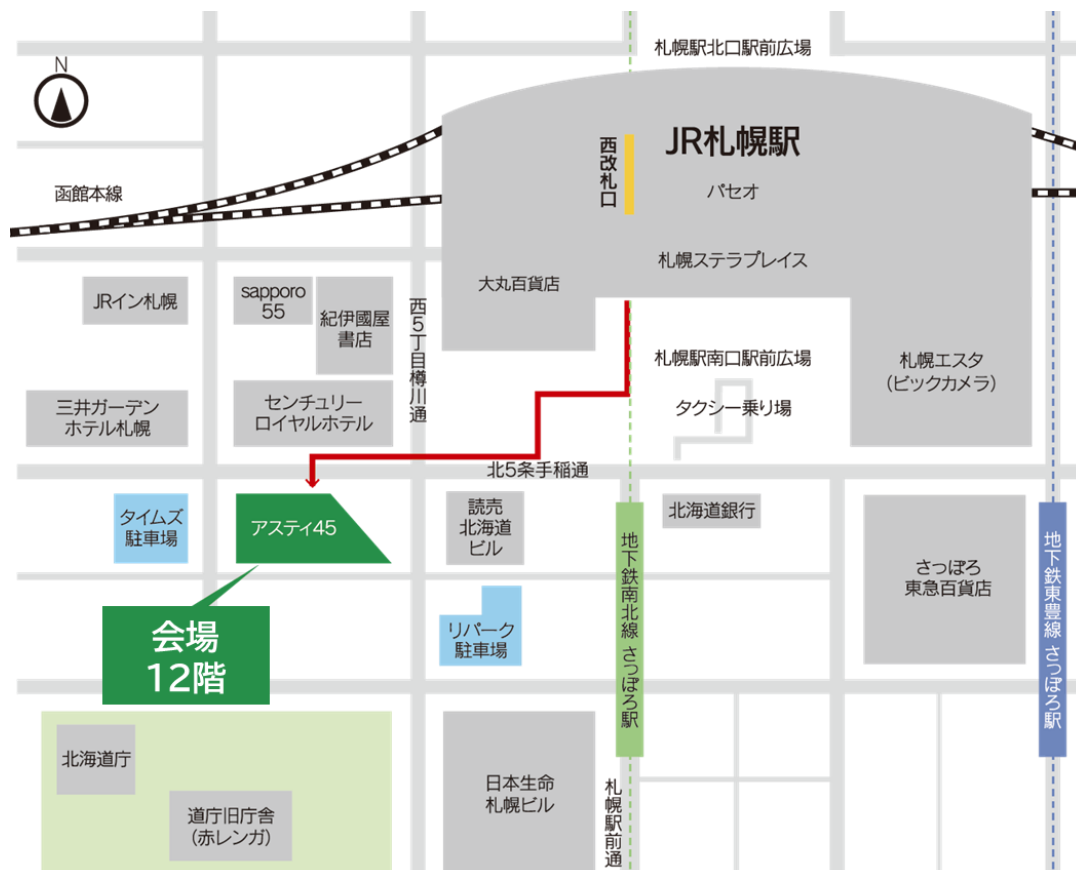 札幌駅北口駅前広場
N
JR札幌駅
西改札口
パセオ
函館本線
札幌ステラプレイス
大丸百貨店
JRイン札幌
sapporo
55
紀伊國屋
書店
西5丁目樽川通
札幌駅南口駅前広場
札幌エスタ
(ビックカメラ)
タクシー乗り場
三井ガーデン
ホテル札幌
センチュリー
ロイヤルホテル
北5条手稲通
タイムズ
駐車場
アスティ45
読売
北海道
ビル
北海道銀行
地下鉄南北線 さっぽろ駅
さっぽろ
東急百貨店
地下鉄東豊線 さっぽろ駅
会場
12階
リパーク
駐車場
北海道庁
道庁旧庁舎
(赤レンガ)
日本生命
札幌ビル
札幌駅前通